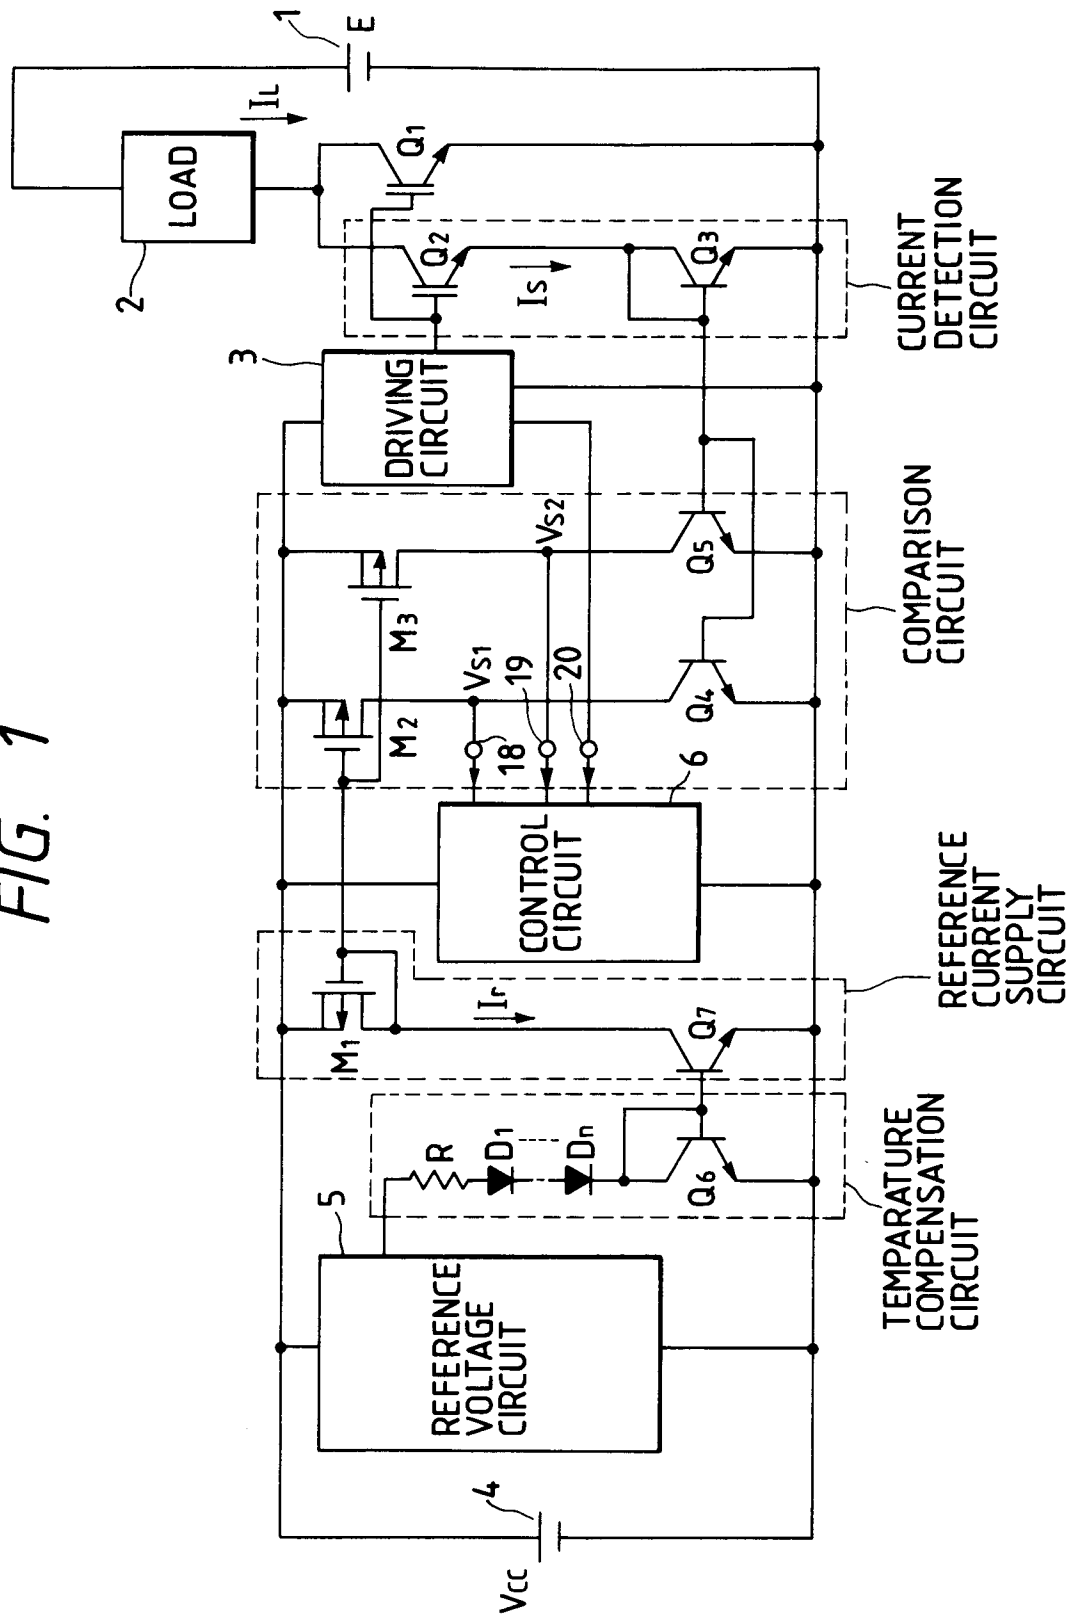 FIG. 1
1
E
IL
LOAD
2
Q1
Q2
IS
Q3
CURRENT
DETECTION
CIRCUIT
3
DRIVING
CIRCUIT
M3
VS2
Q5
M2
VS1
Q4
18
19
20
COMPARISON
CIRCUIT
6
CONTROL
CIRCUIT
M1
Ir
Q7
REFERENCE
CURRENT
SUPPLY
CIRCUIT
R
D1
Dn
Q6
TEMPARATURE
COMPENSATION
CIRCUIT
5
REFERENCE
VOLTAGE
CIRCUIT
4
VCC